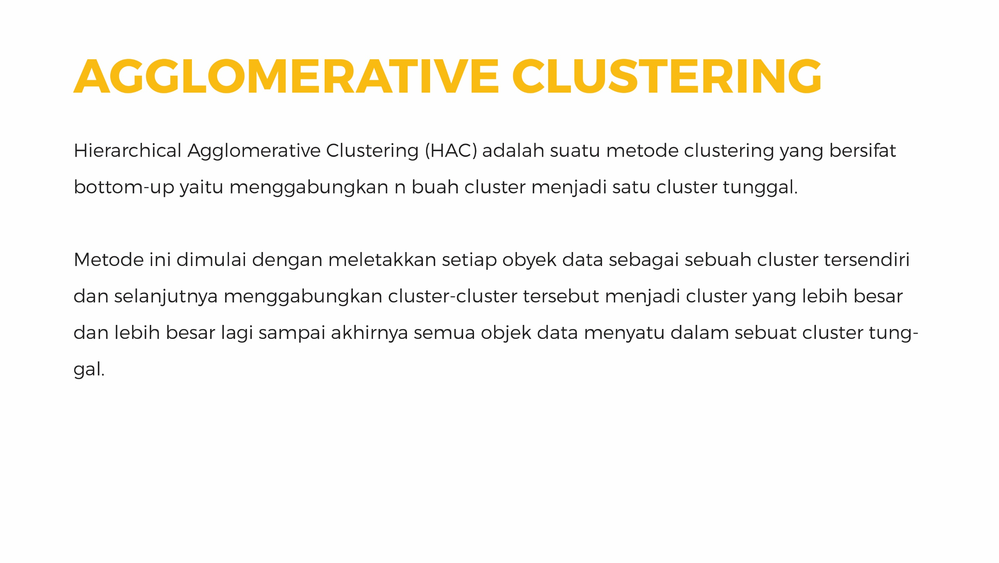 AGGLOMERATIVE CLUSTERING
Hierarchical Agglomerative Clustering (HAC) adalah suatu metode clustering yang bersifat
bottom-up yaitu menggabungkan n buah cluster menjadi satu cluster tunggal.
Metode ini dimulai dengan meletakkan setiap obyek data sebagai sebuah cluster tersendiri
dan selanjutnya menggabungkan cluster-cluster tersebut menjadi cluster yang lebih besar
dan lebih besar lagi sampai akhirnya semua objek data menyatu dalam sebuat cluster tung-
gal.